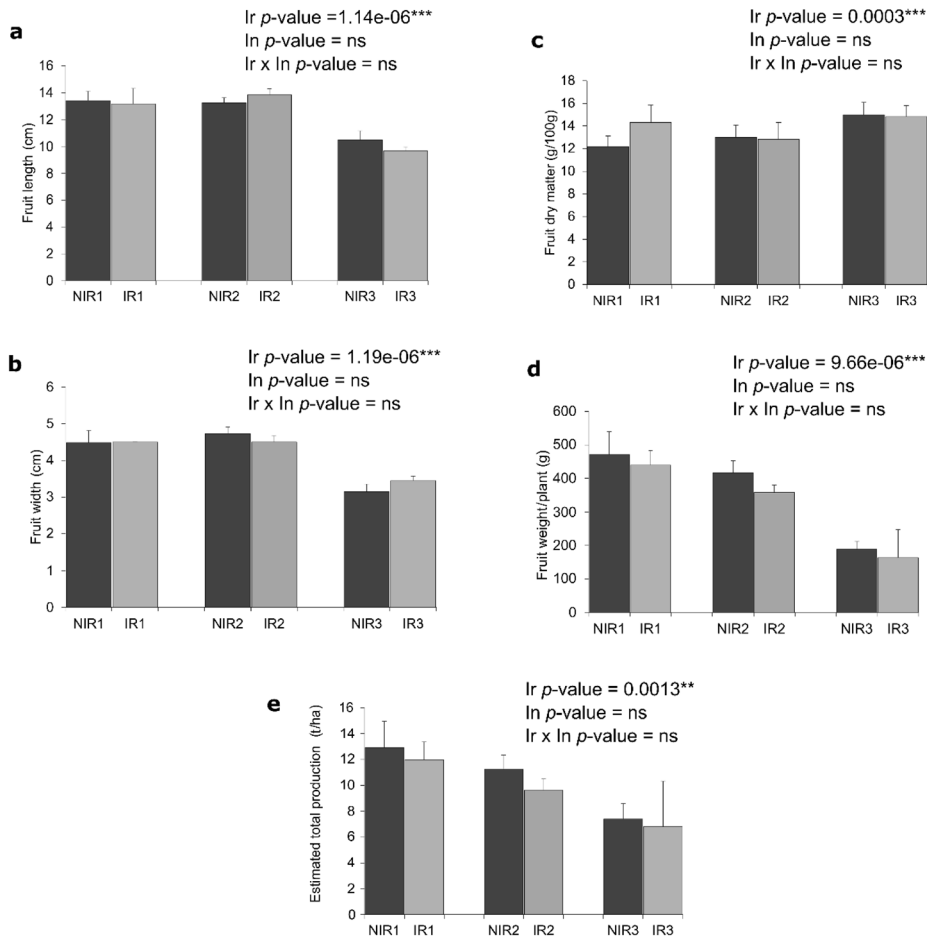 a
Ir p-value =1.14e-06***
In p-value = ns
Ir x In p-value = ns
Fruit length (cm)
16
14
12
10
8
6
4
2
0
NIR1 IR1 NIR2 IR2 NIR3 IR3
c
Ir p-value = 0.0003***
In p-value = ns
Ir x In p-value = ns
Fruit dry matter (g/100g)
18
16
14
12
10
8
6
4
2
0
NIR1 IR1 NIR2 IR2 NIR3 IR3
b
Ir p-value = 1.19e-06***
In p-value = ns
Ir x In p-value = ns
Fruit width (cm)
6
5
4
3
2
1
0
NIR1 IR1 NIR2 IR2 NIR3 IR3
d
Ir p-value = 9.66e-06***
In p-value = ns
Ir x In p-value = ns
Fruit weight/plant (g)
600
500
400
300
200
100
0
NIR1 IR1 NIR2 IR2 NIR3 IR3
e
Ir p-value = 0.0013**
In p-value = ns
Ir x In p-value = ns
Estimated total production (t/ha)
16
14
12
10
8
6
4
2
0
NIR1 IR1 NIR2 IR2 NIR3 IR3